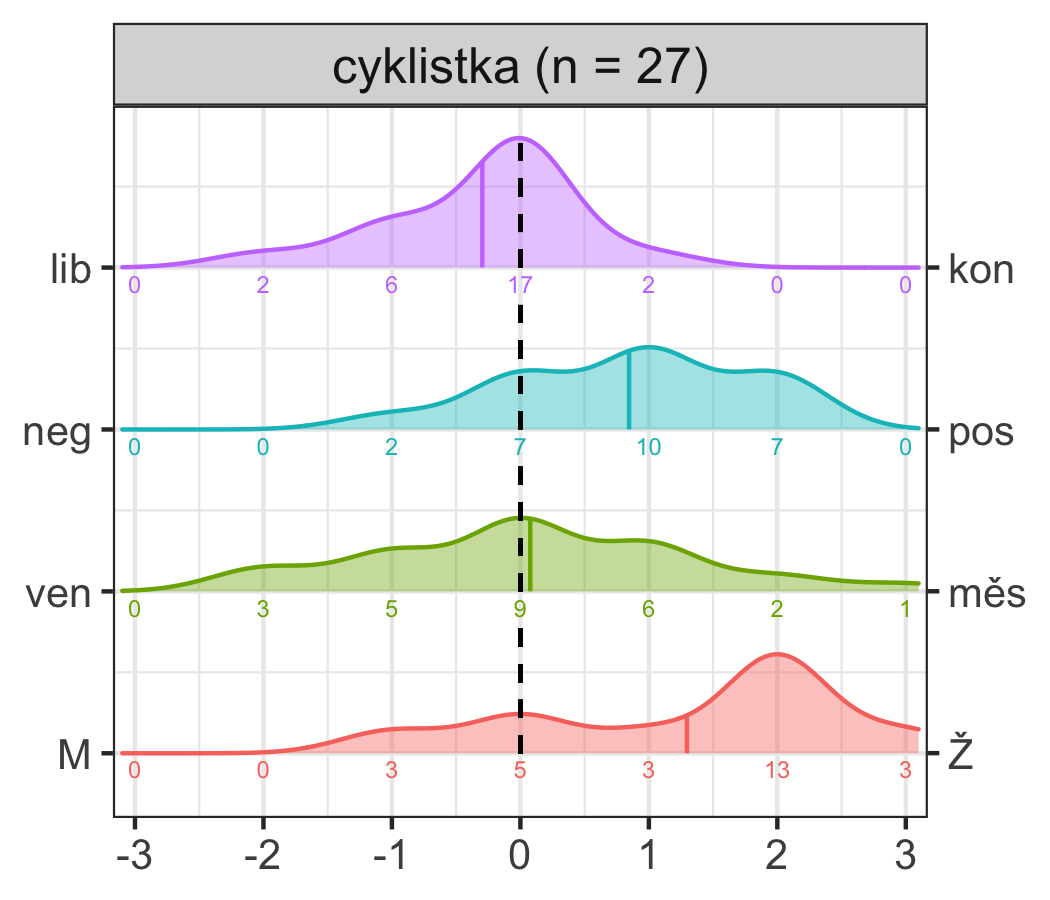 cyklistka (n = 27)
lib kon
0 2 6 17 2 0 0
neg pos
0 0 2 7 10 7 0
ven měs
0 3 5 9 6 2 1
M Ž
0 0 3 5 3 13 3
-3 -2 -1 0 1 2 3